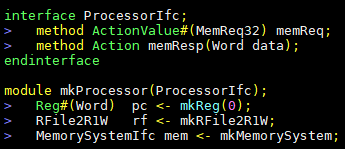 interface ProcessorIfc;
>   method ActionValue#(MemReq32) memReq;
>   method Action memResp(Word data);
endinterface

module mkProcessor(ProcessorIfc);
>   Reg#(Word)  pc <- mkReg(0);
>   RFile2R1W   rf <- mkRFile2R1W;
>   MemorySystemIfc mem <- mkMemorySystem;